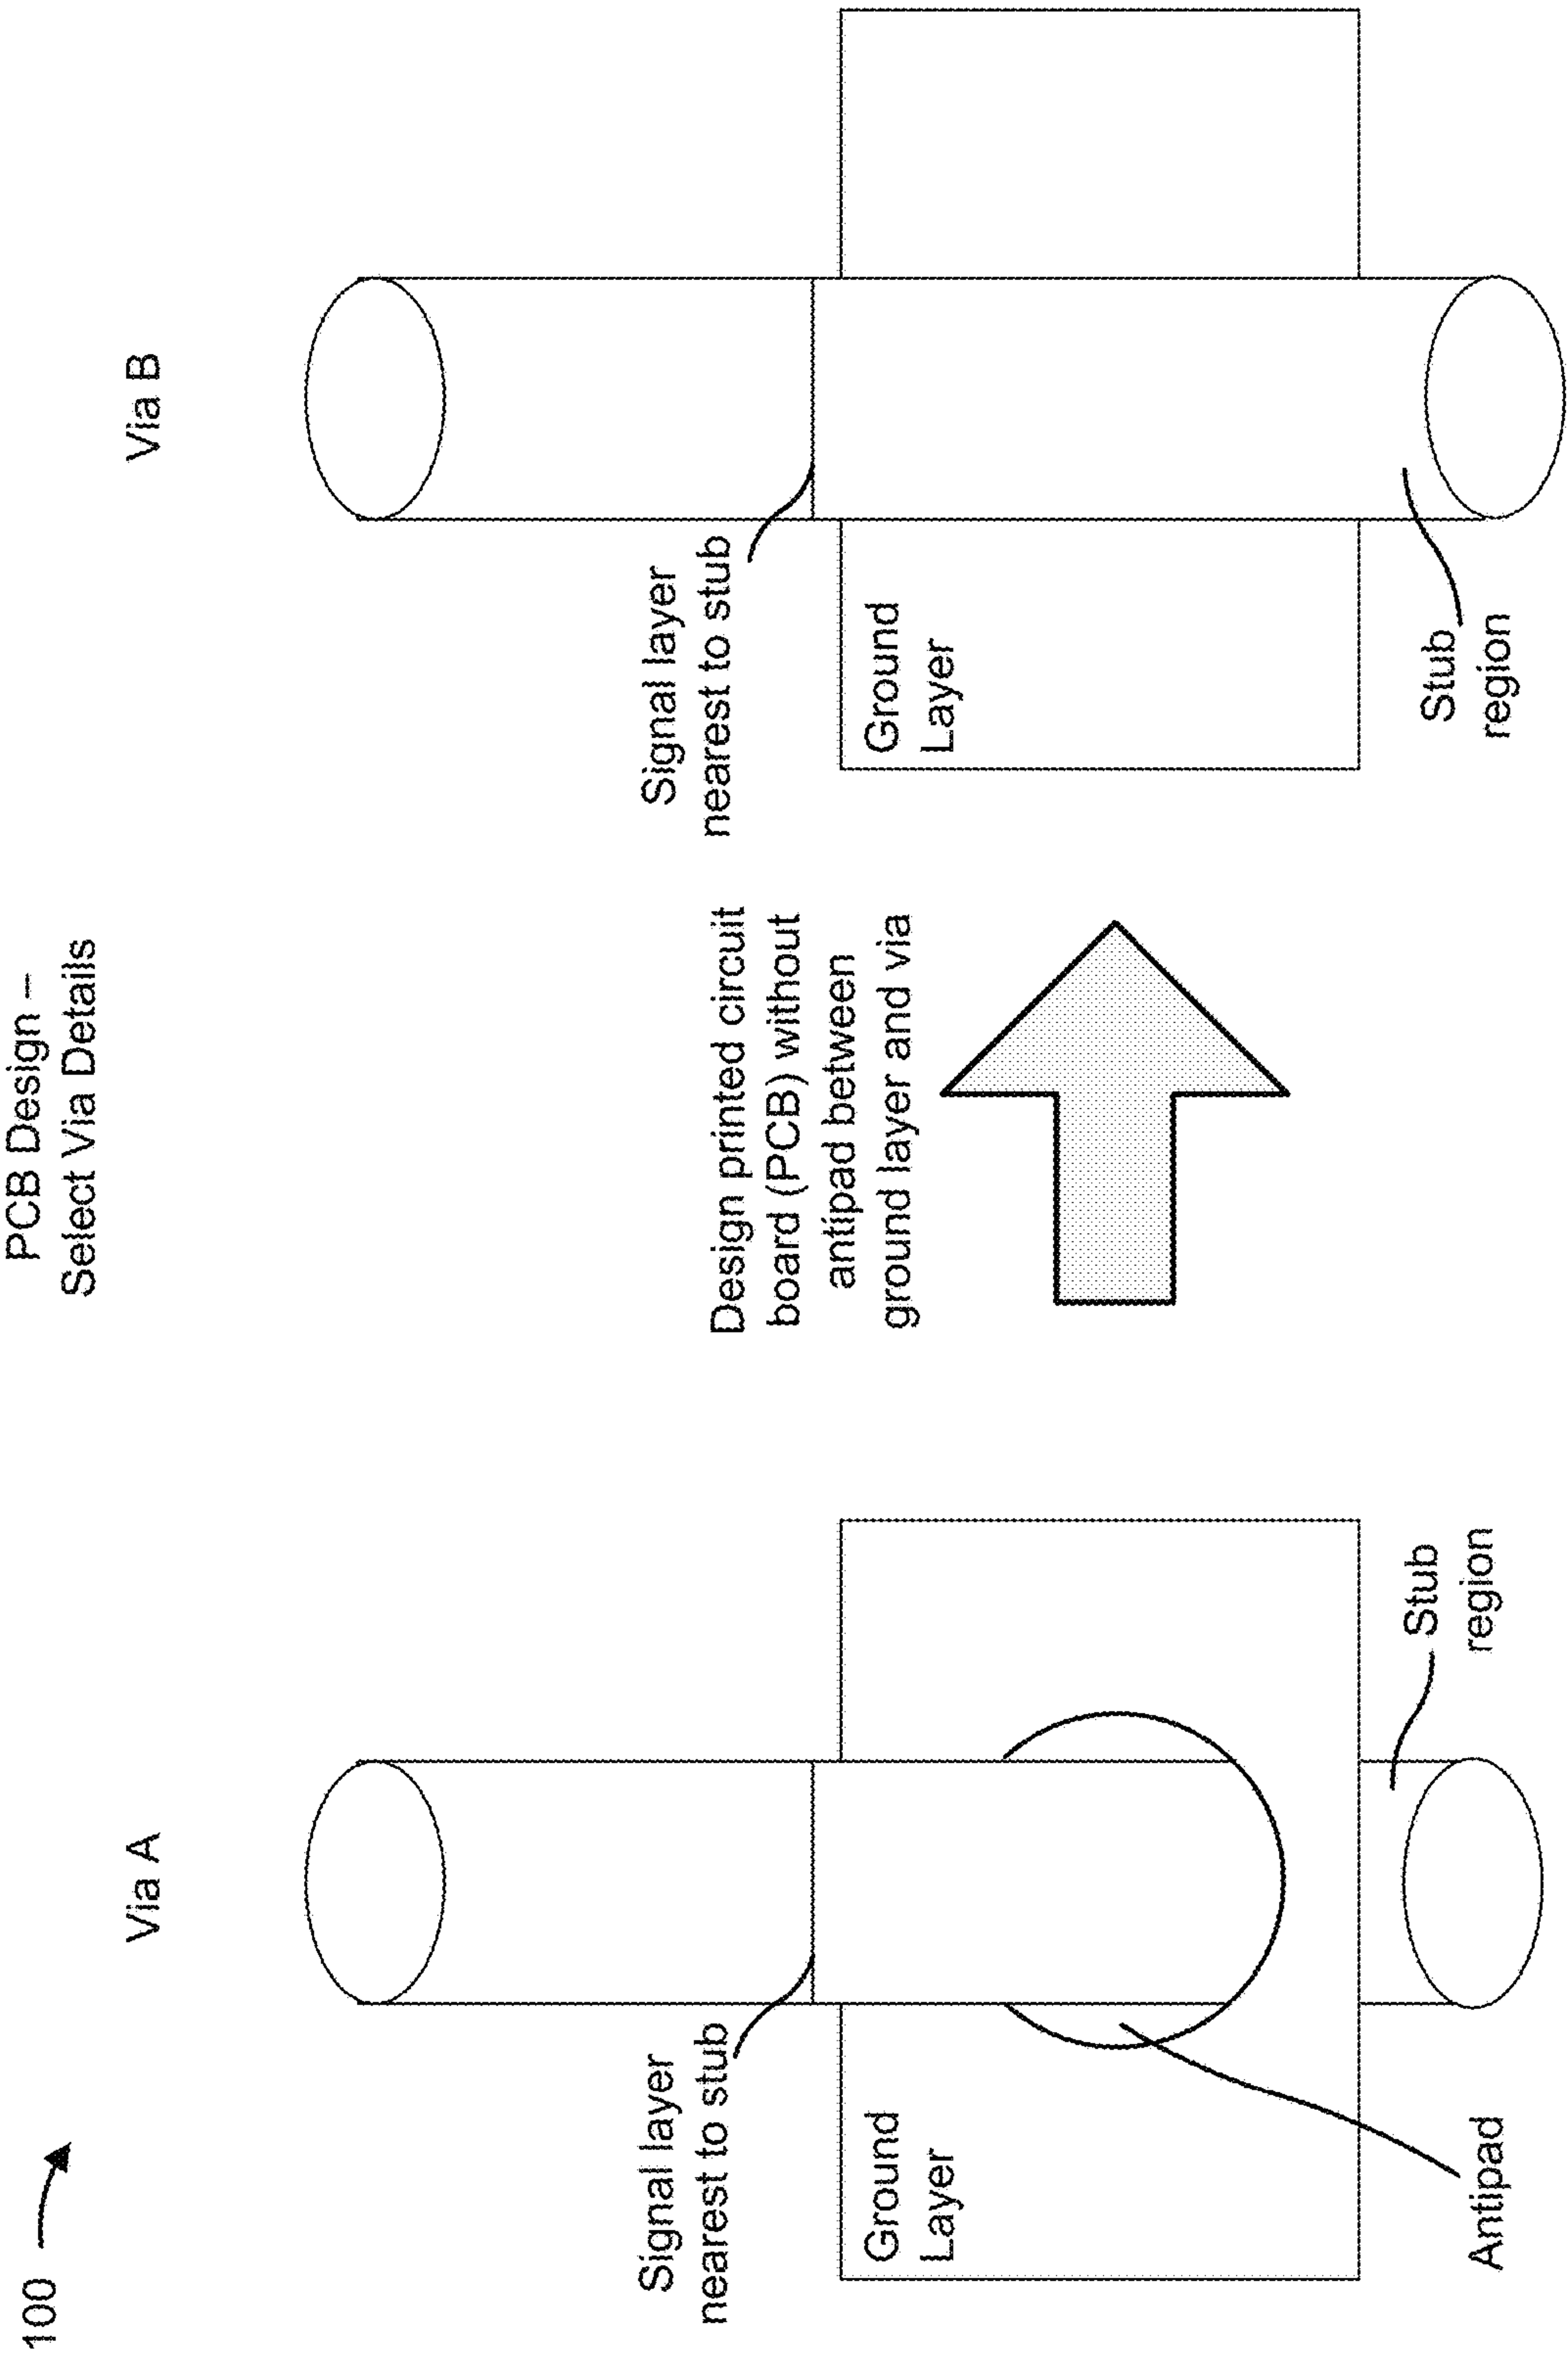 100
PCB Design –
Select Via Details
Via A
Via B
Signal layer
nearest to stub
Ground
Layer
Antipad
Stub
region
Design printed circuit
board (PCB) without
antipad between
ground layer and via
Signal layer
nearest to stub
Ground
Layer
Stub
region